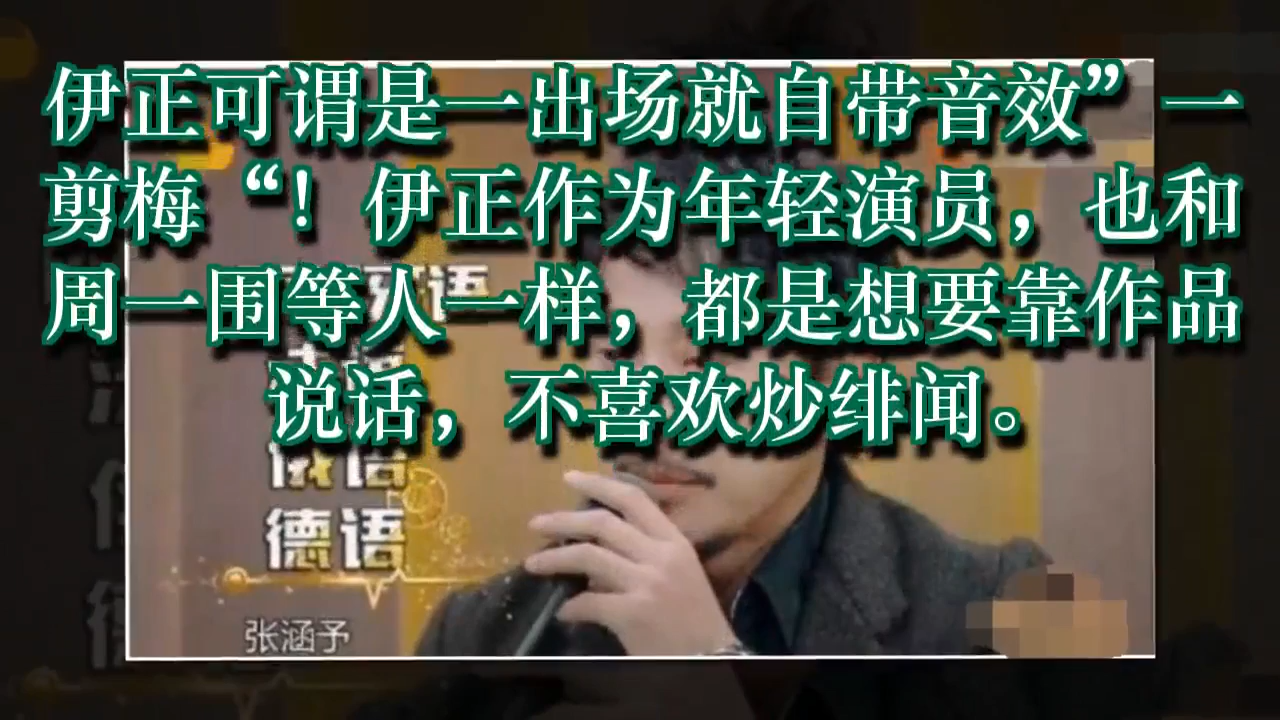 伊正可谓是一出场就自带音效”一
剪梅“！伊正作为年轻演员，也和
周一围等人一样，都是想要靠作品
说话，不喜欢炒绯闻。
俄语
德语
张涵予